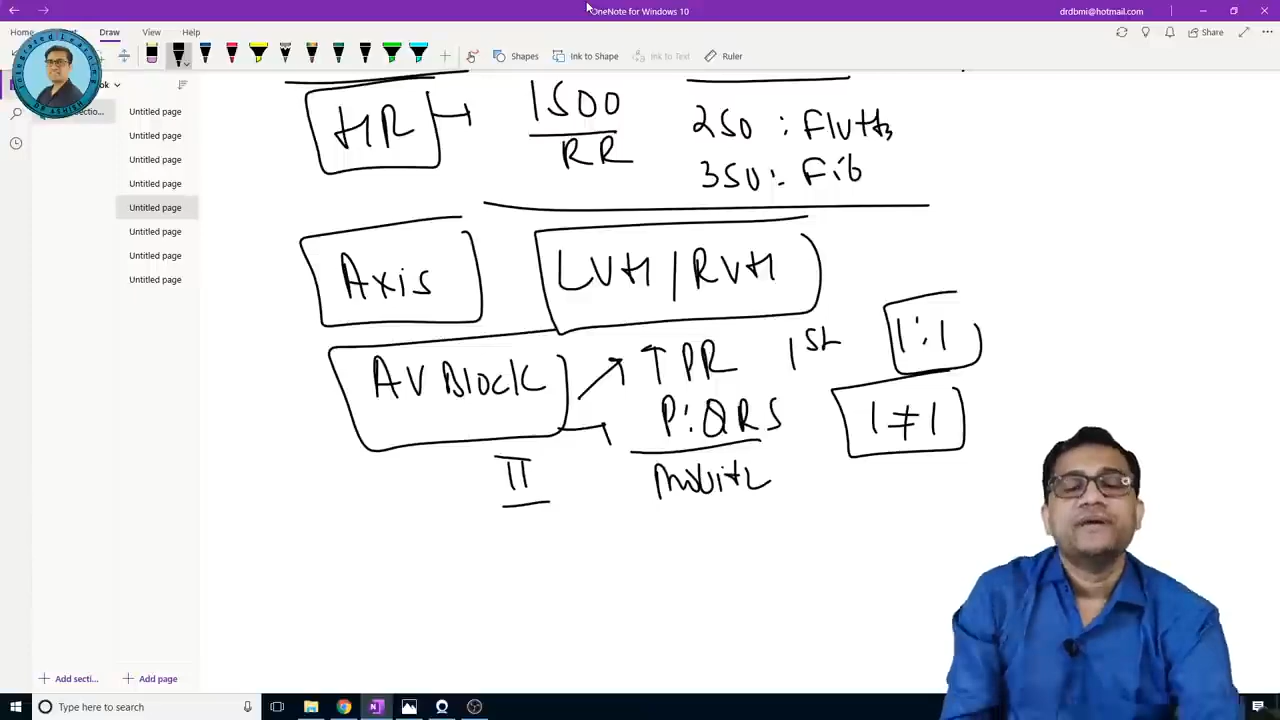 OneNote for Windows 10
drdbmi@hotmail.com
Home
Draw
View
Help
Shapes
Ink to Shape
Ink to Text
Ruler
Share
Untitled page
Untitled page
Untitled page
Untitled page
Untitled page
Untitled page
Untitled page
Untitled page
HR
1500
RR
250 : Flutt
350 : Fib
Axis
LVH / RVH
AV Block
↑ PR 1st 1:1
P:QRS 1≠1
II
Mobitz
Add secti...
Add page
Type here to search